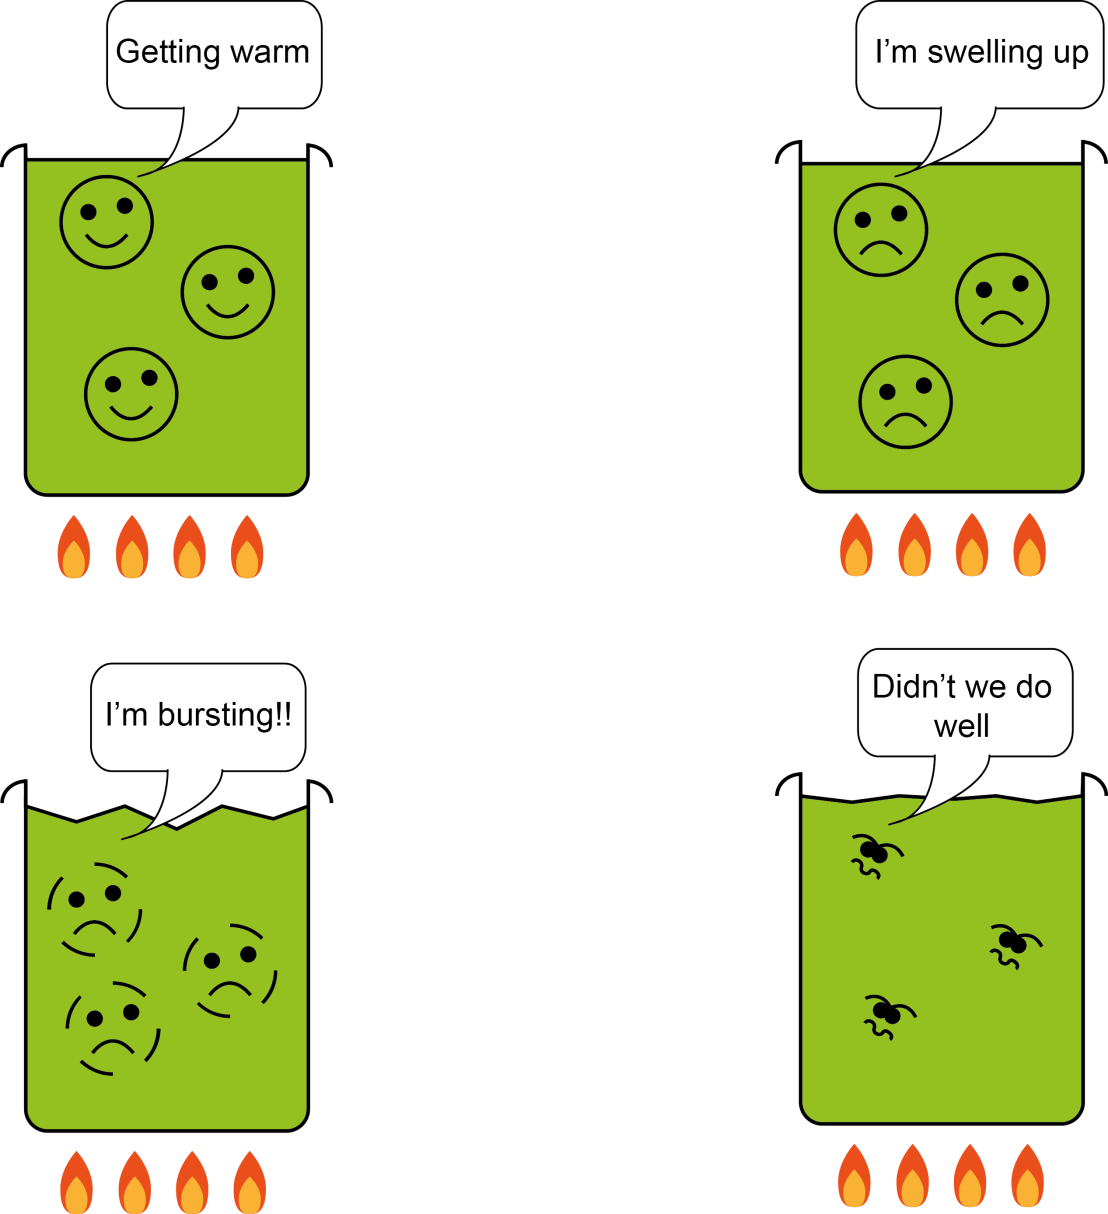 Getting warm
I'm swelling up
I'm bursting!!
Didn't we do
well